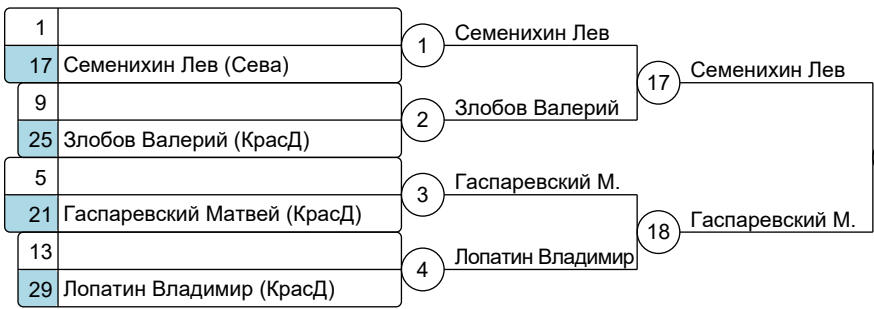 1
17 Семенихин Лев (Сева)
9
25 Злобов Валерий (КрасД)
5
21 Гаспаревский Матвей (КрасД)
13
29 Лопатин Владимир (КрасД)
1 Семенихин Лев
2 Злобов Валерий
3 Гаспаревский М.
4 Лопатин Владимир
17 Семенихин Лев
18 Гаспаревский М.